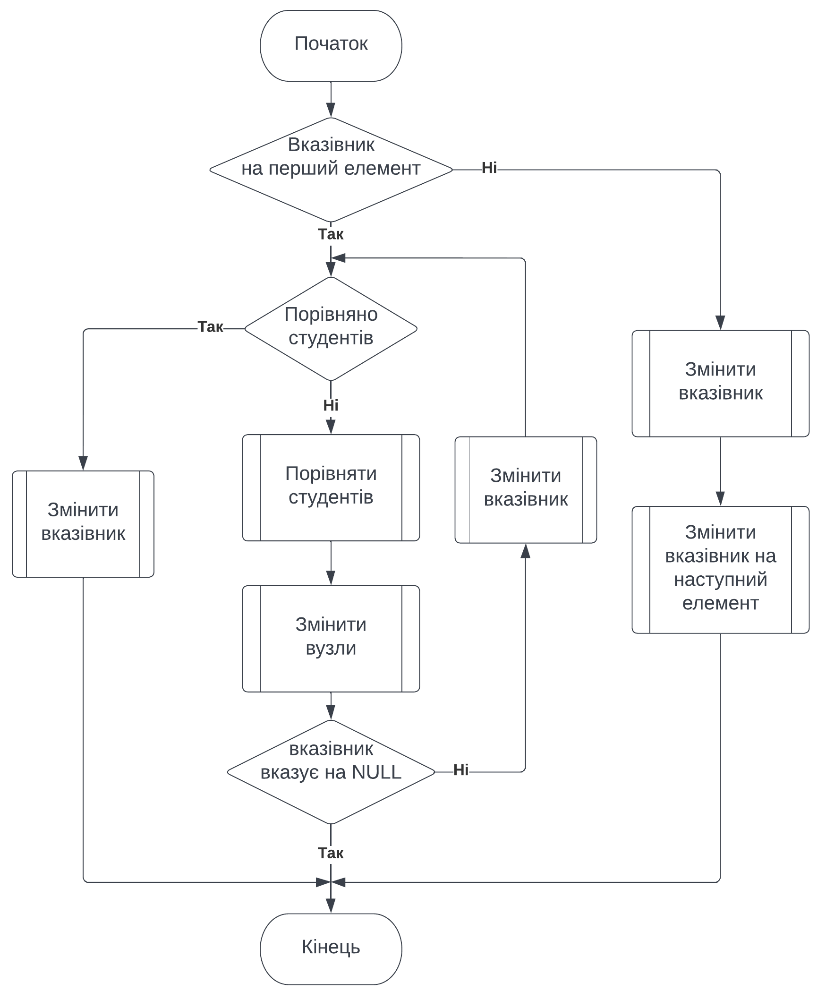 Початок
Вказівник
на перший елемент
Ні
Так
Порівняно
студентів
Так
Ні
Змінити
вказівник
Порівняти
студентів
Змінити
вказівник
Змінити
вказівник
Змінити
вказівник на
наступний
елемент
Змінити
вузли
вказівник
вказує на NULL
Ні
Так
Кінець